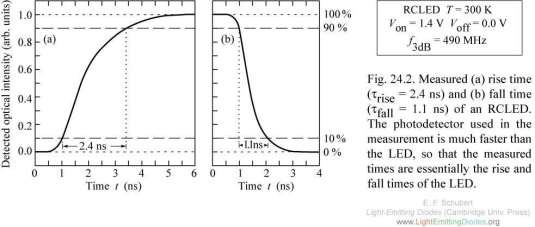 Detected optical intensity (arb. units)
1.0
0.8
0.6
0.4
0.2
0.0
(a)
2.4 ns
0 1 2 3 4 5 6
Time t (ns)
(b)
1.1ns
0 1 2 3 4
Time t (ns)
100 %
90 %
10 %
0 %
RCLED T = 300 K
Von = 1.4 V Voff = 0.0 V
f3dB = 490 MHz
Fig. 24.2. Measured (a) rise time
(τrise = 2.4 ns) and (b) fall time
(τfall = 1.1 ns) of an RCLED.
The photodetector used in the
measurement is much faster than
the LED, so that the measured
times are essentially the rise and
fall times of the LED.
E. F. Schubert
Light-Emitting Diodes (Cambridge Univ. Press)
www.LightEmittingDiodes.org